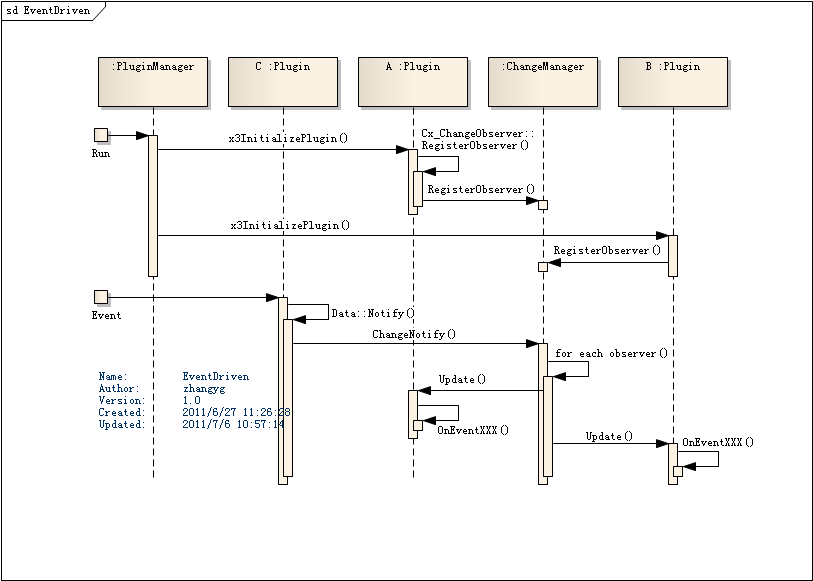 sd EventDriven
:PluginManager
C :Plugin
A :Plugin
:ChangeManager
B :Plugin
Run
x3InitializePlugin()
Cx_ChangeObserver::
RegisterObserver()
RegisterObserver()
x3InitializePlugin()
RegisterObserver()
Event
Data::Notify()
ChangeNotify()
for each observer()
Name: EventDriven
Author: zhangyg
Version: 1.0
Created: 2011/6/27 11:26:28
Updated: 2011/7/6 10:57:14
Update()
OnEventXXX()
Update()
OnEventXXX()